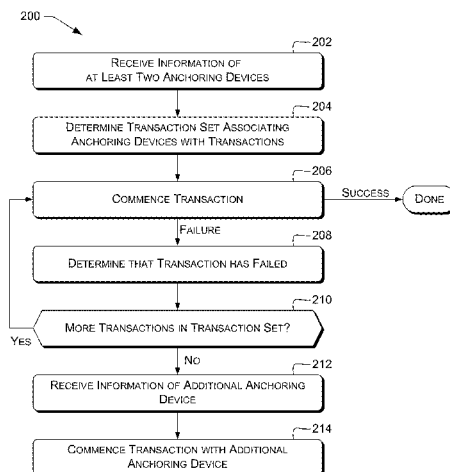 200
202
RECEIVE INFORMATION OF
AT LEAST TWO ANCHORING DEVICES
204
DETERMINE TRANSACTION SET ASSOCIATING
ANCHORING DEVICES WITH TRANSACTIONS
206
COMMENCE TRANSACTION
SUCCESS
DONE
FAILURE
208
DETERMINE THAT TRANSACTION HAS FAILED
210
MORE TRANSACTIONS IN TRANSACTION SET?
YES
NO
212
RECEIVE INFORMATION OF ADDITIONAL ANCHORING
DEVICE
214
COMMENCE TRANSACTION WITH ADDITIONAL
ANCHORING DEVICE